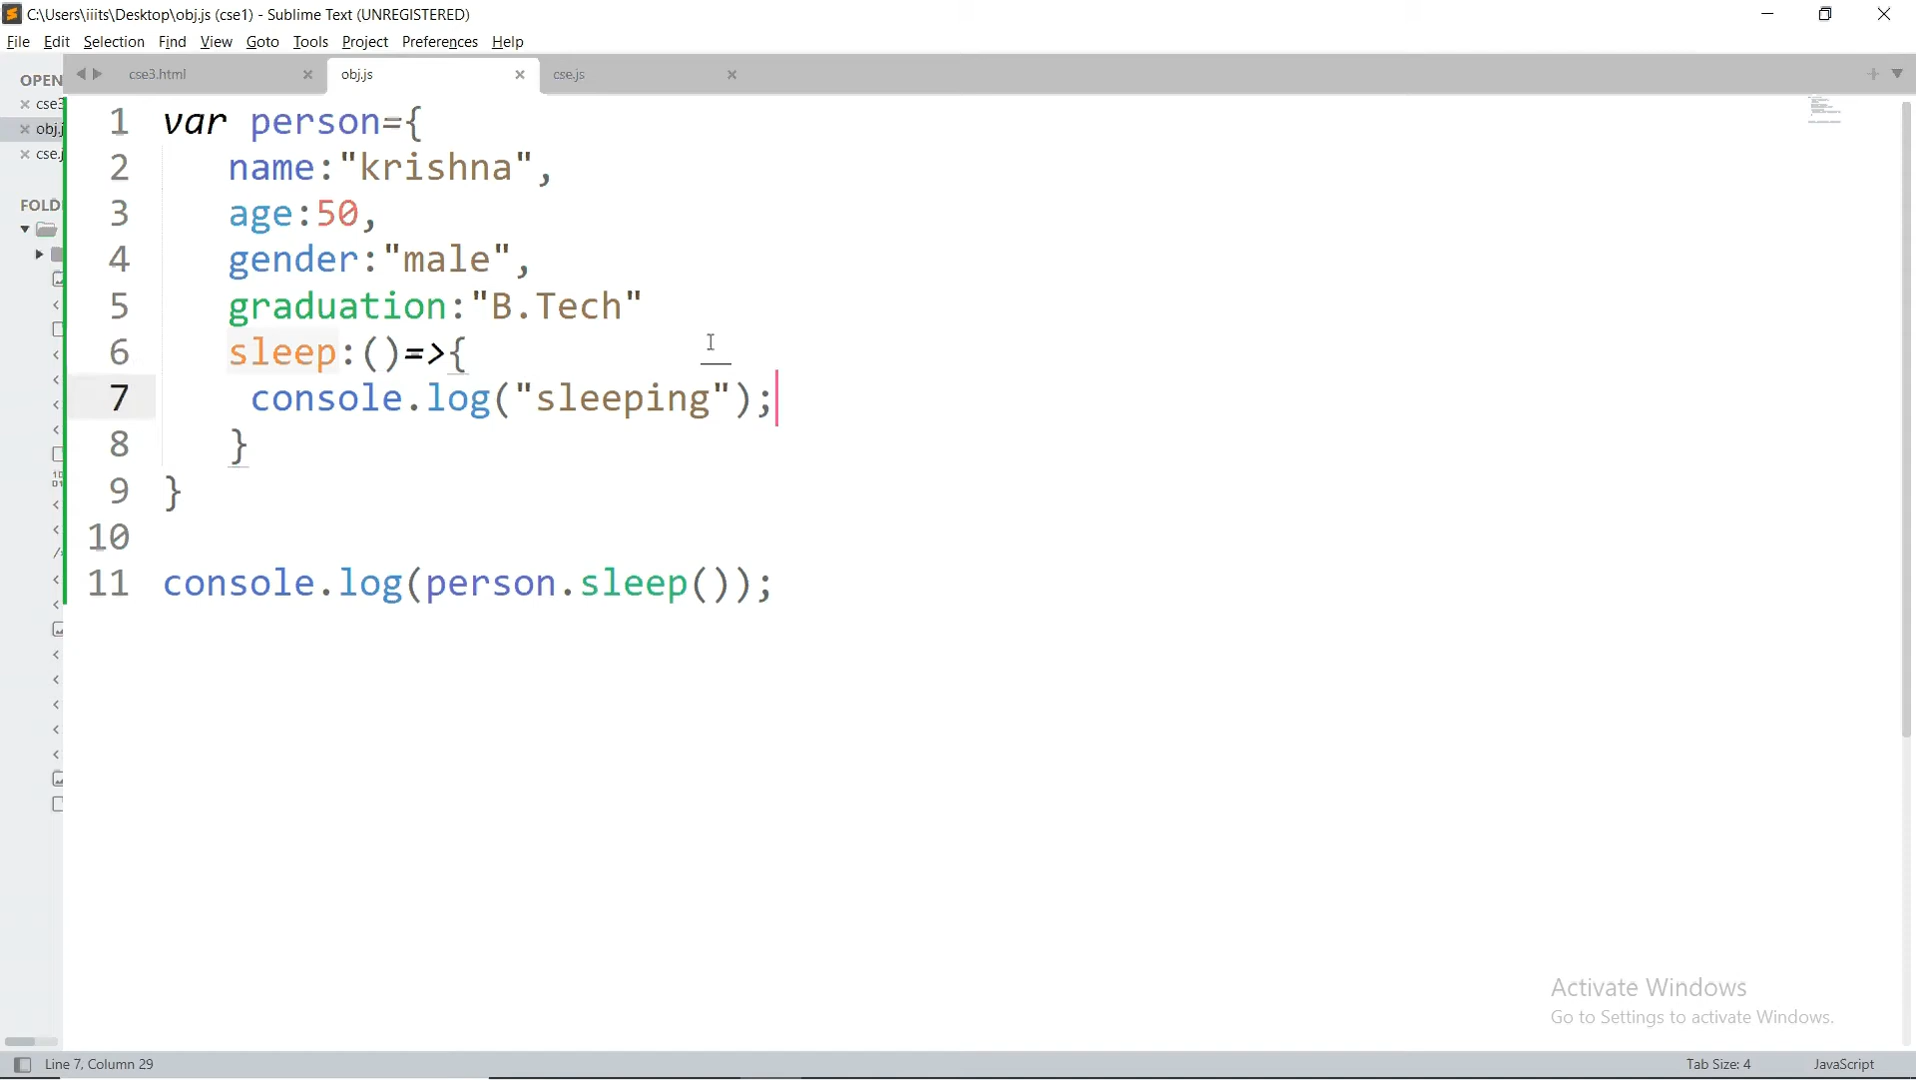 C:\Users\iiits\Desktop\obj.js (cse1) - Sublime Text (UNREGISTERED)
File Edit Selection Find View Goto Tools Project Preferences Help
OPEN
cse3.html
obj.js
cse.js
cse3
obj.j
cse.j
FOLD
1 var person={
2 name:"krishna",
3 age:50,
4 gender:"male",
5 graduation:"B.Tech"
6 sleep:()=>{
7 console.log("sleeping");
8 }
9 }
10
11 console.log(person.sleep());
Activate Windows
Go to Settings to activate Windows.
Line 7, Column 29
Tab Size: 4
JavaScript